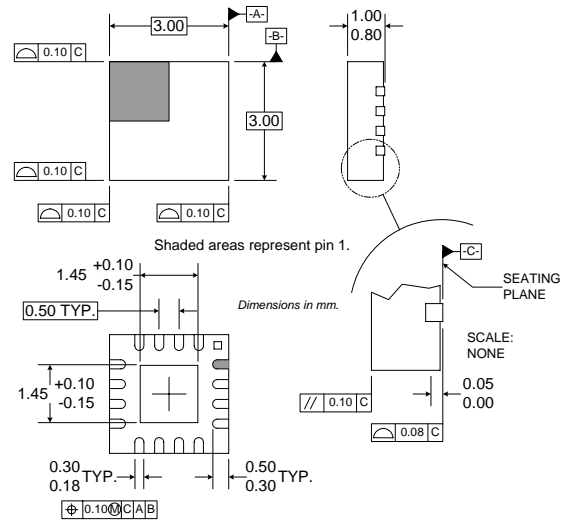 3.00
-A-
-B-
1.00
0.80
0.10 C
3.00
0.10 C
0.10 C
0.10 C
Shaded areas represent pin 1.
-C-
1.45 +0.10
-0.15
SEATING
PLANE
0.50 TYP.
Dimensions in mm.
SCALE:
NONE
1.45 +0.10
-0.15
0.05
0.00
// 0.10 C
0.08 C
0.30
0.18 TYP.
0.50
0.30 TYP.
⌖ 0.10Ⓜ C A B